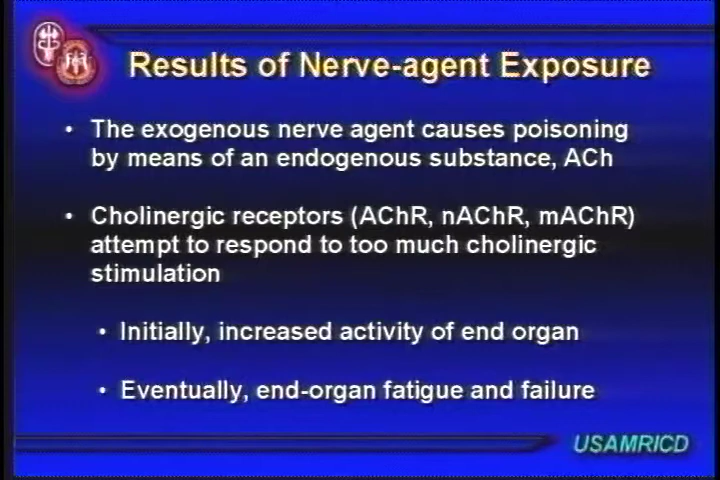 Results of Nerve-agent Exposure
• The exogenous nerve agent causes poisoning
by means of an endogenous substance, ACh
• Cholinergic receptors (AChR, nAChR, mAChR)
attempt to respond to too much cholinergic
stimulation
• Initially, increased activity of end organ
• Eventually, end-organ fatigue and failure
USAMRICD